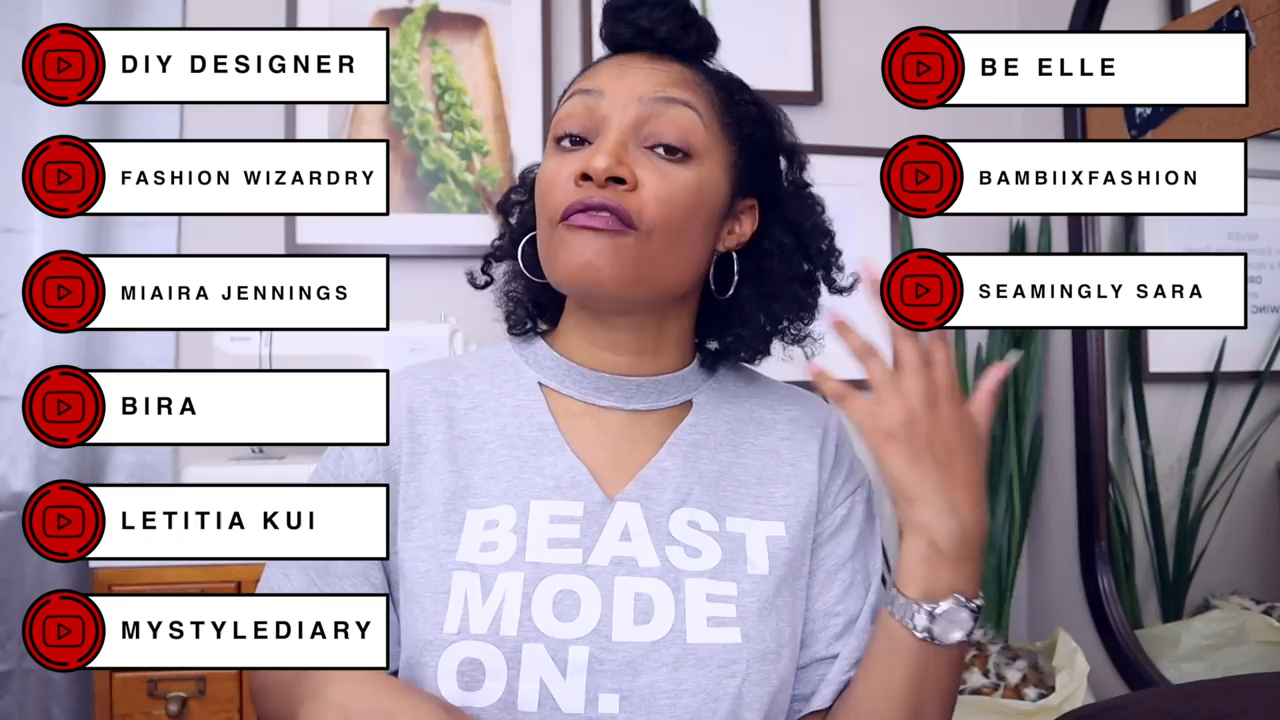 DIY DESIGNER
FASHION WIZARDRY
MIAIRA JENNINGS
BIRA
LETITIA KUI
MYSTYLEDIARY
BE ELLE
BAMBIIXFASHION
SEAMINGLY SARA
BEAST
MODE
ON.